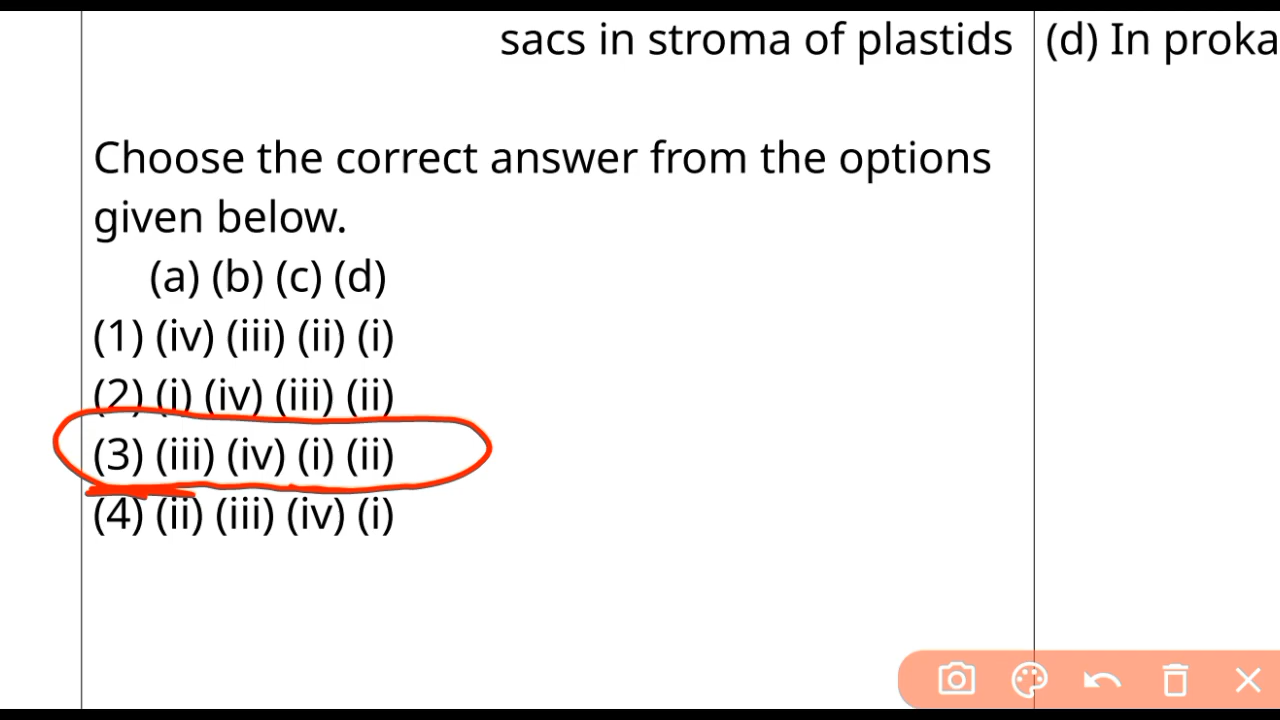 sacs in stroma of plastids
(d) In proka
Choose the correct answer from the options
given below.
(a) (b) (c) (d)
(1) (iv) (iii) (ii) (i)
(2) (i) (iv) (iii) (ii)
(3) (iii) (iv) (i) (ii)
(4) (ii) (iii) (iv) (i)